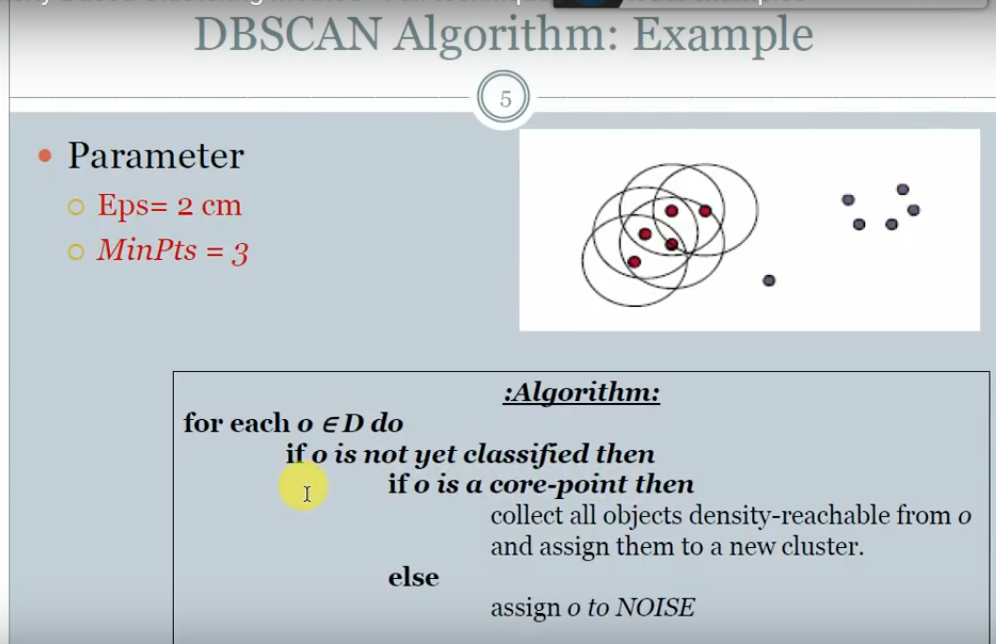 DBSCAN Algorithm: Example
5
Parameter
Eps= 2 cm
MinPts = 3
:Algorithm:
for each o ∈ D do
if o is not yet classified then
if o is a core-point then
collect all objects density-reachable from o
and assign them to a new cluster.
else
assign o to NOISE